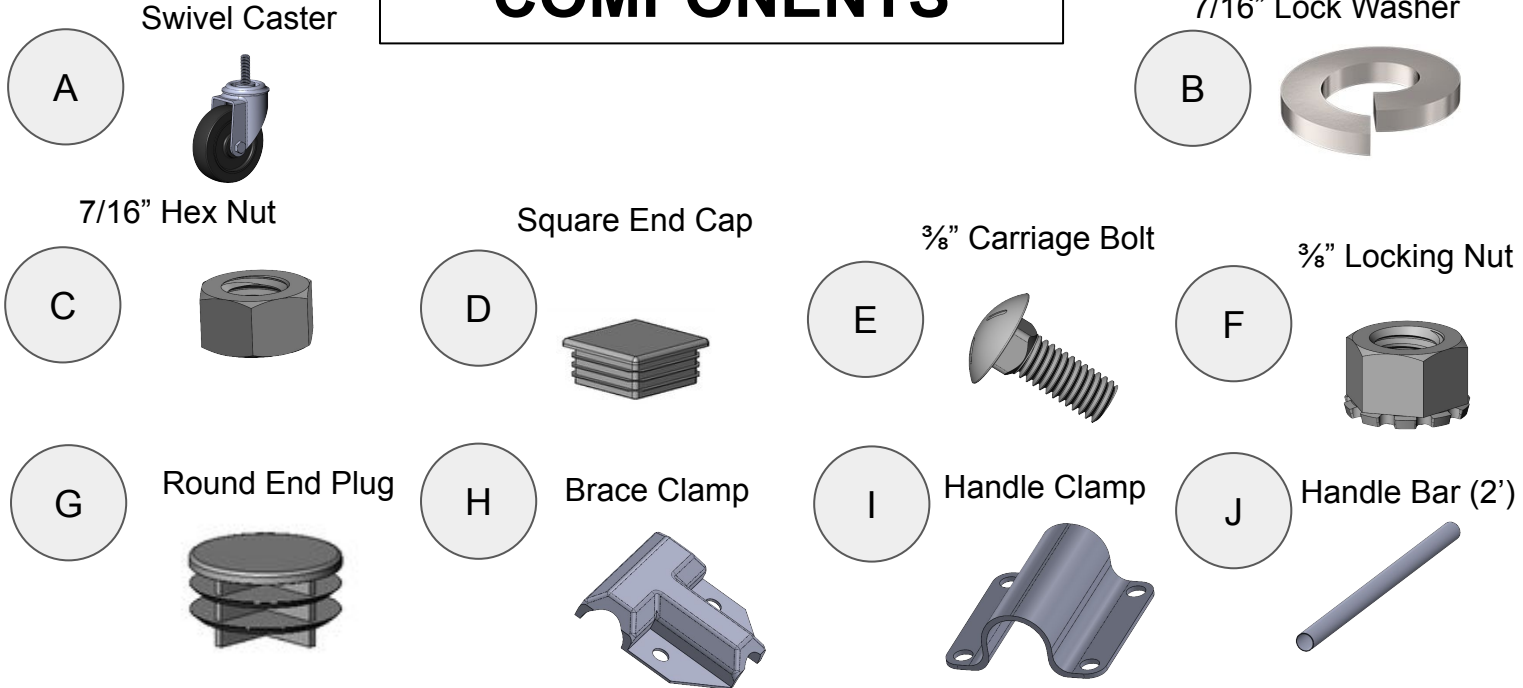 COMPONENTS
Swivel Caster
A
7/16” Lock Washer
B
7/16” Hex Nut
C
Square End Cap
D
⅜” Carriage Bolt
E
⅜” Locking Nut
F
Round End Plug
G
Brace Clamp
H
Handle Clamp
I
Handle Bar (2’)
J